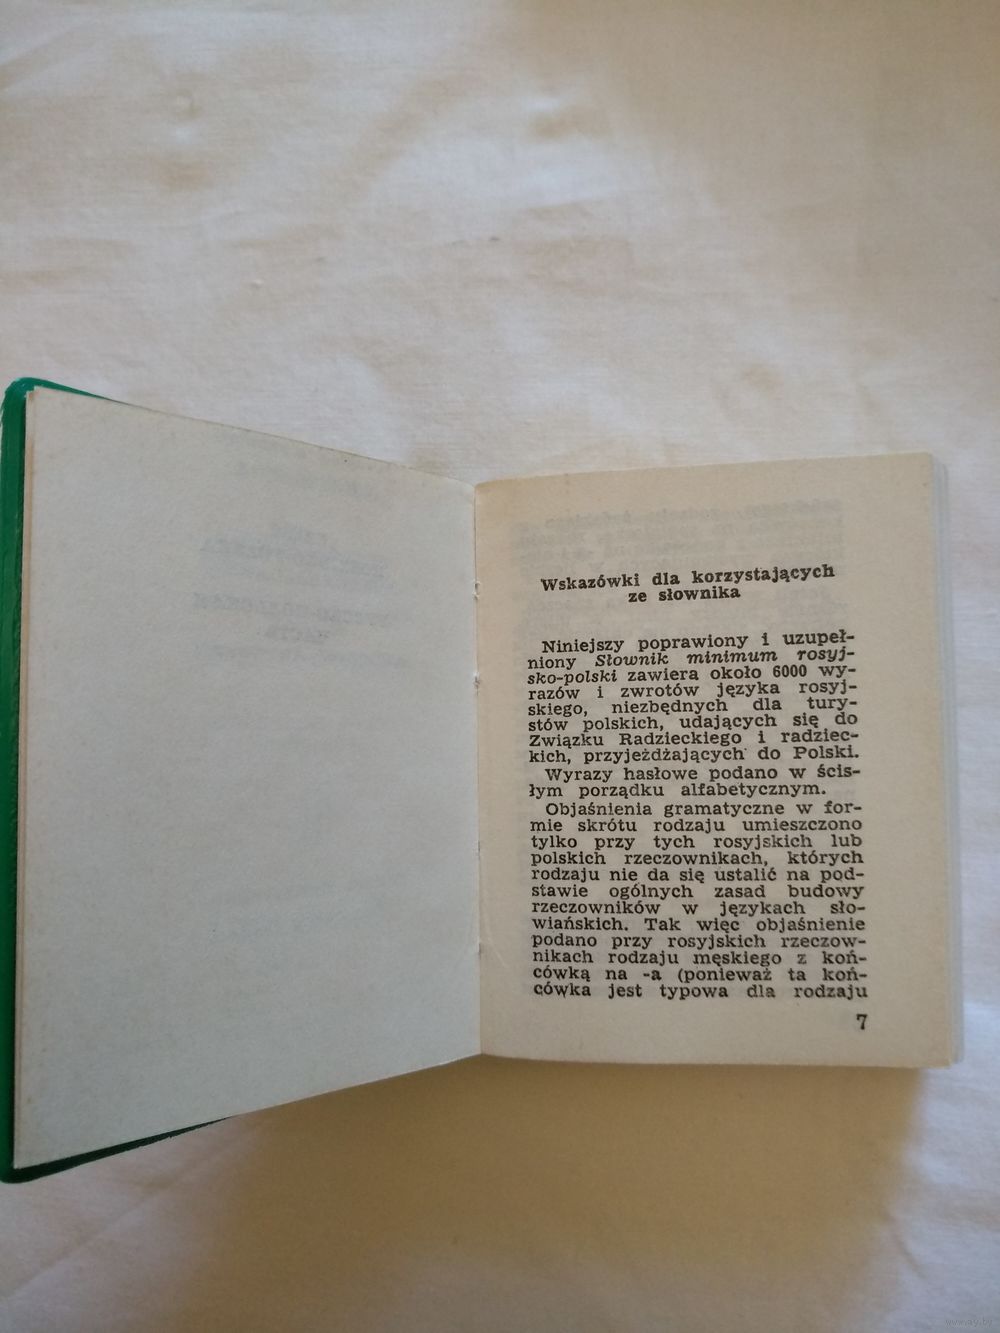 Wskazówki dla korzystających
ze słownika
Niniejszy poprawiony i uzupeł-
niony Słownik minimum rosyj-
sko-polski zawiera około 6000 wy-
razów i zwrotów języka rosyj-
skiego, niezbędnych dla tury-
stów polskich, udających się do
Związku Radzieckiego i radziec-
kich, przyjeżdżających do Polski.
Wyrazy hasłowe podano w ścis-
łym porządku alfabetycznym.
Objaśnienia gramatyczne w for-
mie skrótu rodzaju umieszczono
tylko przy tych rosyjskich lub
polskich rzeczownikach, których
rodzaju nie da się ustalić na pod-
stawie ogólnych zasad budowy
rzeczowników w językach sło-
wiańskich. Tak więc objaśnienie
podano przy rosyjskich rzeczow-
nikach rodzaju męskiego z koń-
cówką na -a (ponieważ ta koń-
cówka jest typowa dla rodzaju
7
www.ay.by